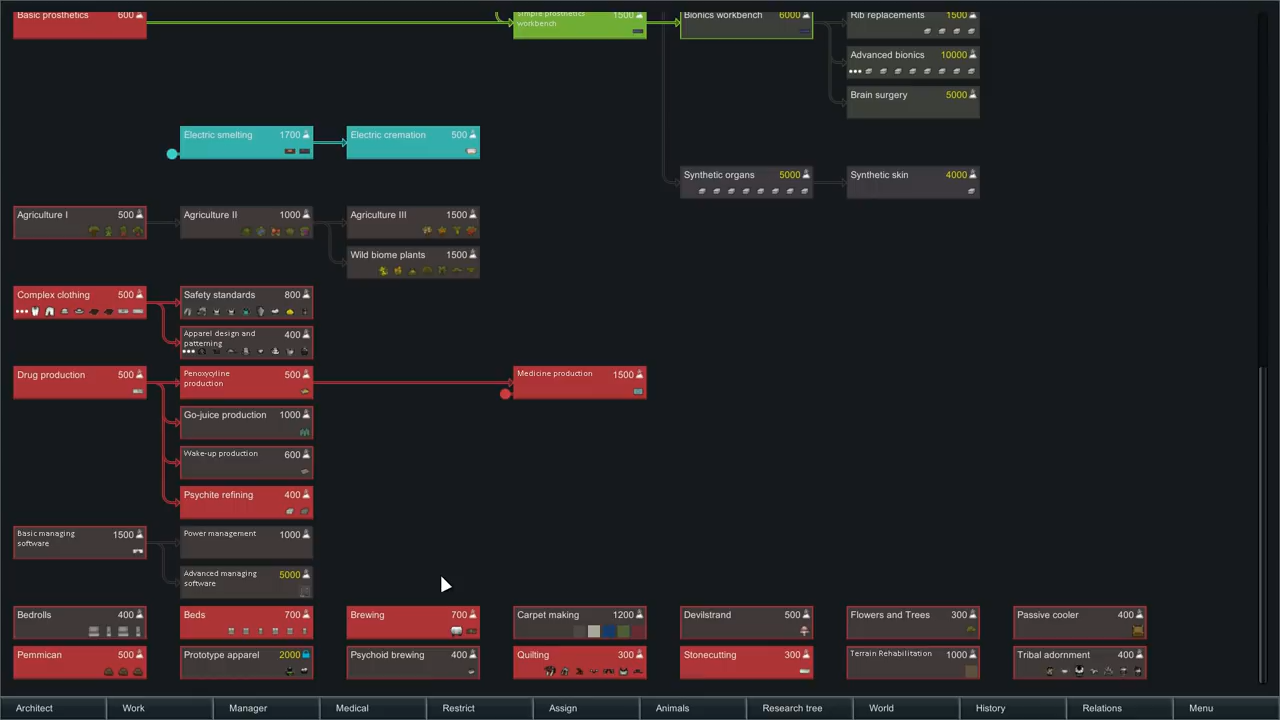 Basic prosthetics 600
Simple prosthetics 1500
workbench
Bionics workbench 6000
Rib replacements 1500
Advanced bionics 10000
Brain surgery 5000
Electric smelting 1700
Electric cremation 500
Synthetic organs 5000
Synthetic skin 4000
Agriculture I 500
Agriculture II 1000
Agriculture III 1500
Wild biome plants 1500
Complex clothing 500
Safety standards 800
Apparel design and 400
patterning
Drug production 500
Penoxycyline 500
production
Medicine production 1500
Go-juice production 1000
Wake-up production 600
Psychite refining 400
Basic managing 1500
software
Power management 1000
Advanced managing 5000
software
Bedrolls 400
Beds 700
Brewing 700
Carpet making 1200
Devilstrand 500
Flowers and Trees 300
Passive cooler 400
Pemmican 500
Prototype apparel 2000
Psychoid brewing 400
Quilting 300
Stonecutting 300
Terrain Rehabilitation 1000
Tribal adornment 400
Architect
Work
Manager
Medical
Restrict
Assign
Animals
Research tree
World
History
Relations
Menu